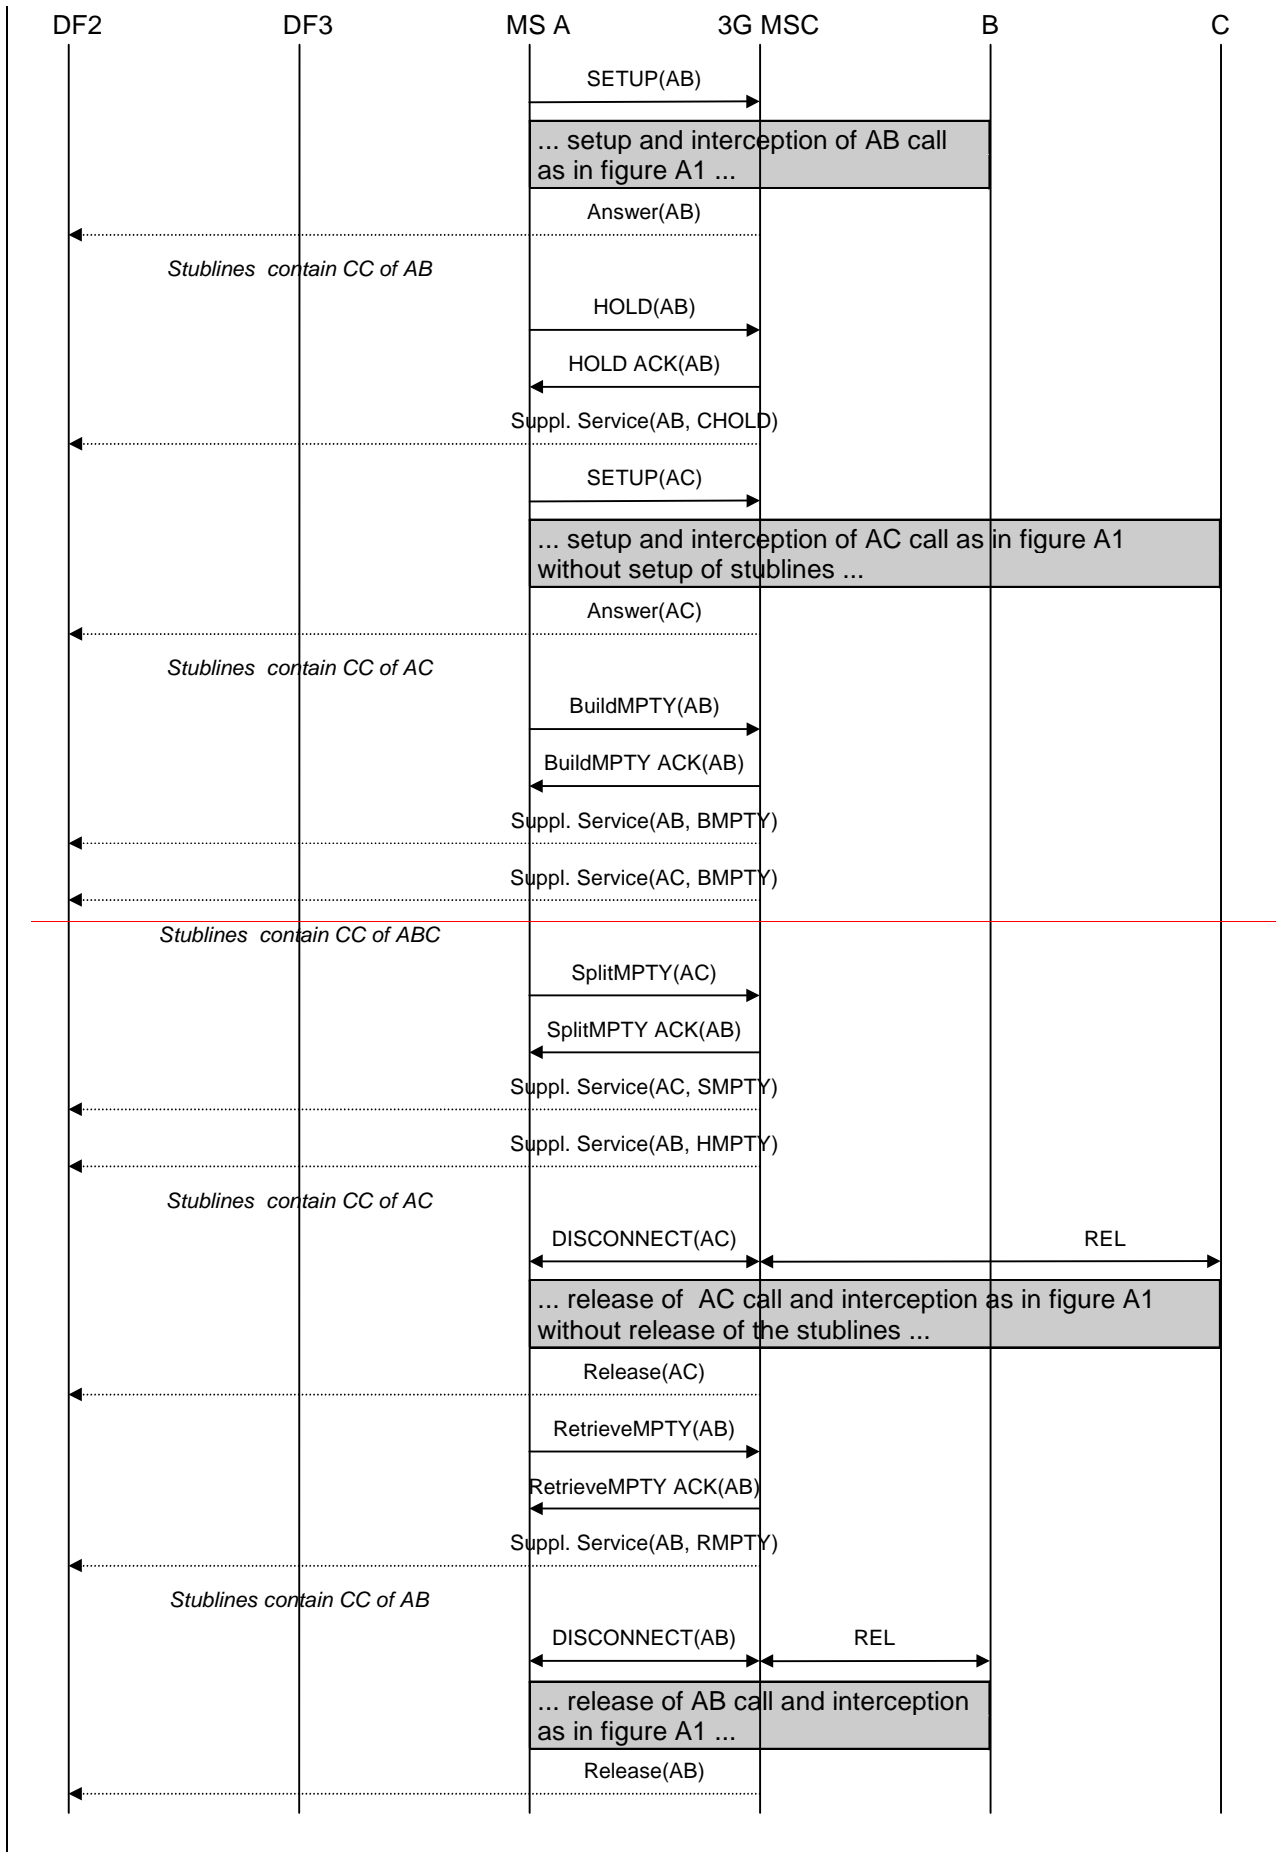 DF2 DF3 MS A 3G MSC B C
SETUP(AB)
... setup and interception of AB call
as in figure A1 ...
Answer(AB)
Stublines contain CC of AB
HOLD(AB)
HOLD ACK(AB)
Suppl. Service(AB, CHOLD)
SETUP(AC)
... setup and interception of AC call as in figure A1
without setup of stublines ...
Answer(AC)
Stublines contain CC of AC
BuildMPTY(AB)
BuildMPTY ACK(AB)
Suppl. Service(AB, BMPTY)
Suppl. Service(AC, BMPTY)
Stublines contain CC of ABC
SplitMPTY(AC)
SplitMPTY ACK(AB)
Suppl. Service(AC, SMPTY)
Suppl. Service(AB, HMPTY)
Stublines contain CC of AC
DISCONNECT(AC) REL
... release of AC call and interception as in figure A1
without release of the stublines ...
Release(AC)
RetrieveMPTY(AB)
RetrieveMPTY ACK(AB)
Suppl. Service(AB, RMPTY)
Stublines contain CC of AB
DISCONNECT(AB) REL
... release of AB call and interception
as in figure A1 ...
Release(AB)